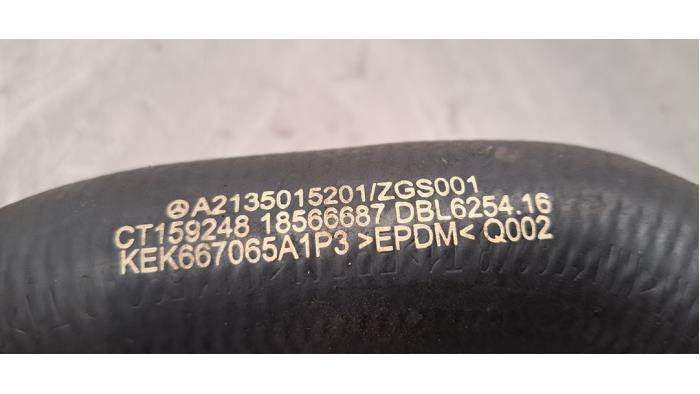 A2135015201/ZGS001
CT159248 18566687 DBL6254.16
KEK667065A1P3 >EPDM< Q002